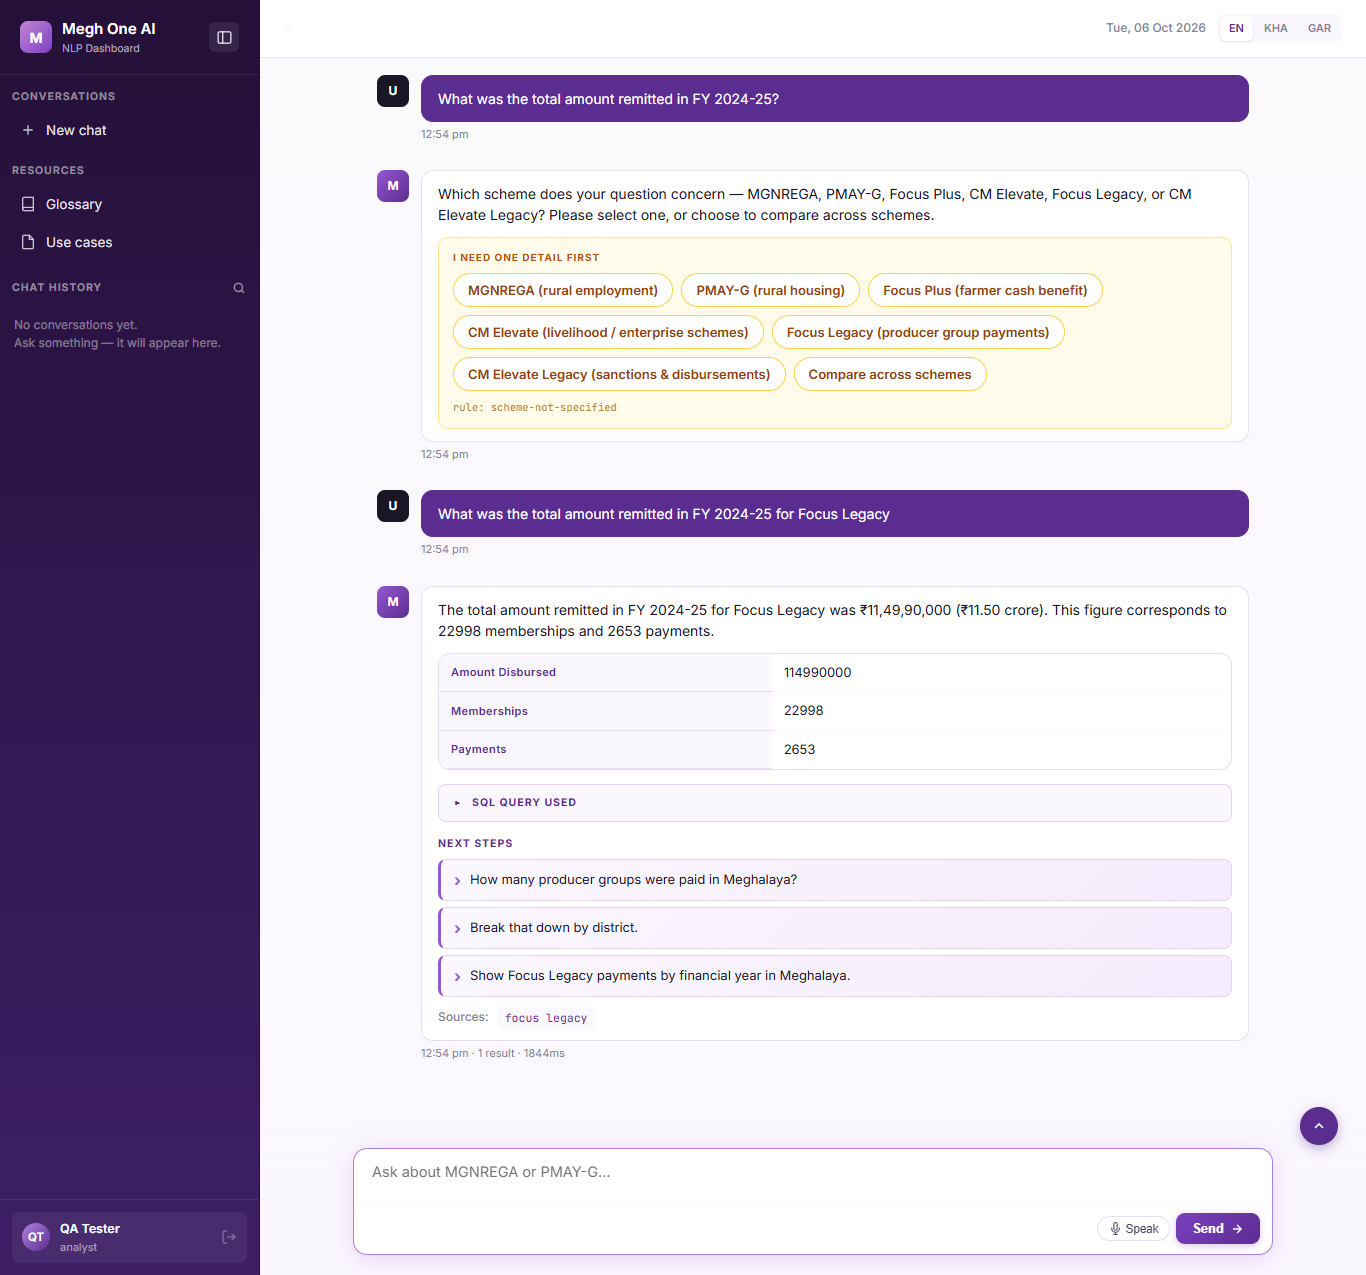 M
Megh One AI
NLP Dashboard
CONVERSATIONS
+ New chat
RESOURCES
Glossary
Use cases
CHAT HISTORY
No conversations yet.
Ask something — it will appear here.
QT
QA Tester
analyst
Tue, 06 Oct 2026
EN KHA GAR
U
What was the total amount remitted in FY 2024-25?
12:54 pm
M
Which scheme does your question concern — MGNREGA, PMAY-G, Focus Plus, CM Elevate, Focus Legacy, or CM
Elevate Legacy? Please select one, or choose to compare across schemes.
I NEED ONE DETAIL FIRST
MGNREGA (rural employment) PMAY-G (rural housing) Focus Plus (farmer cash benefit)
CM Elevate (livelihood / enterprise schemes) Focus Legacy (producer group payments)
CM Elevate Legacy (sanctions & disbursements) Compare across schemes
rule: scheme-not-specified
12:54 pm
U
What was the total amount remitted in FY 2024-25 for Focus Legacy
12:54 pm
M
The total amount remitted in FY 2024-25 for Focus Legacy was ₹11,49,90,000 (₹11.50 crore). This figure corresponds to
22998 memberships and 2653 payments.
Amount Disbursed 114990000
Memberships 22998
Payments 2653
SQL QUERY USED
NEXT STEPS
How many producer groups were paid in Meghalaya?
Break that down by district.
Show Focus Legacy payments by financial year in Meghalaya.
Sources: focus legacy
12:54 pm · 1 result · 1844ms
Ask about MGNREGA or PMAY-G...
Speak Send →